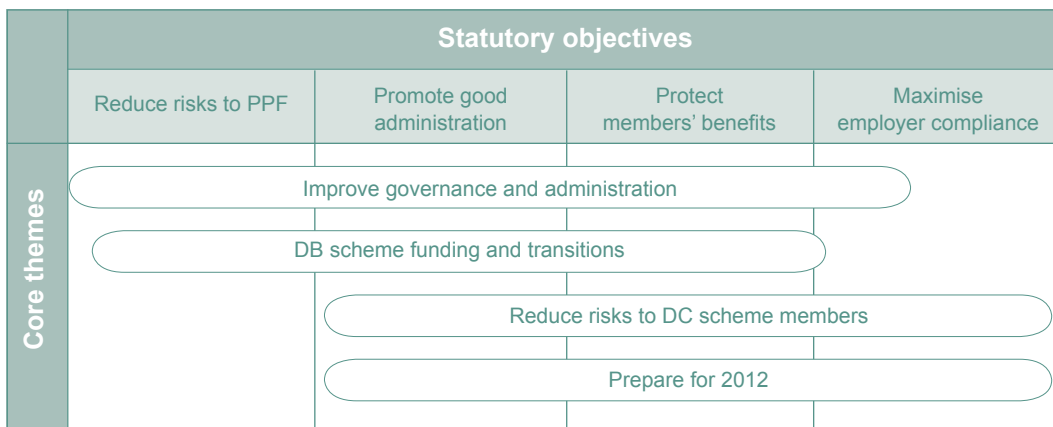 Statutory objectives
Reduce risks to PPF
Promote good
administration
Protect
members’ benefits
Maximise
employer compliance
Core themes
Improve governance and administration
DB scheme funding and transitions
Reduce risks to DC scheme members
Prepare for 2012